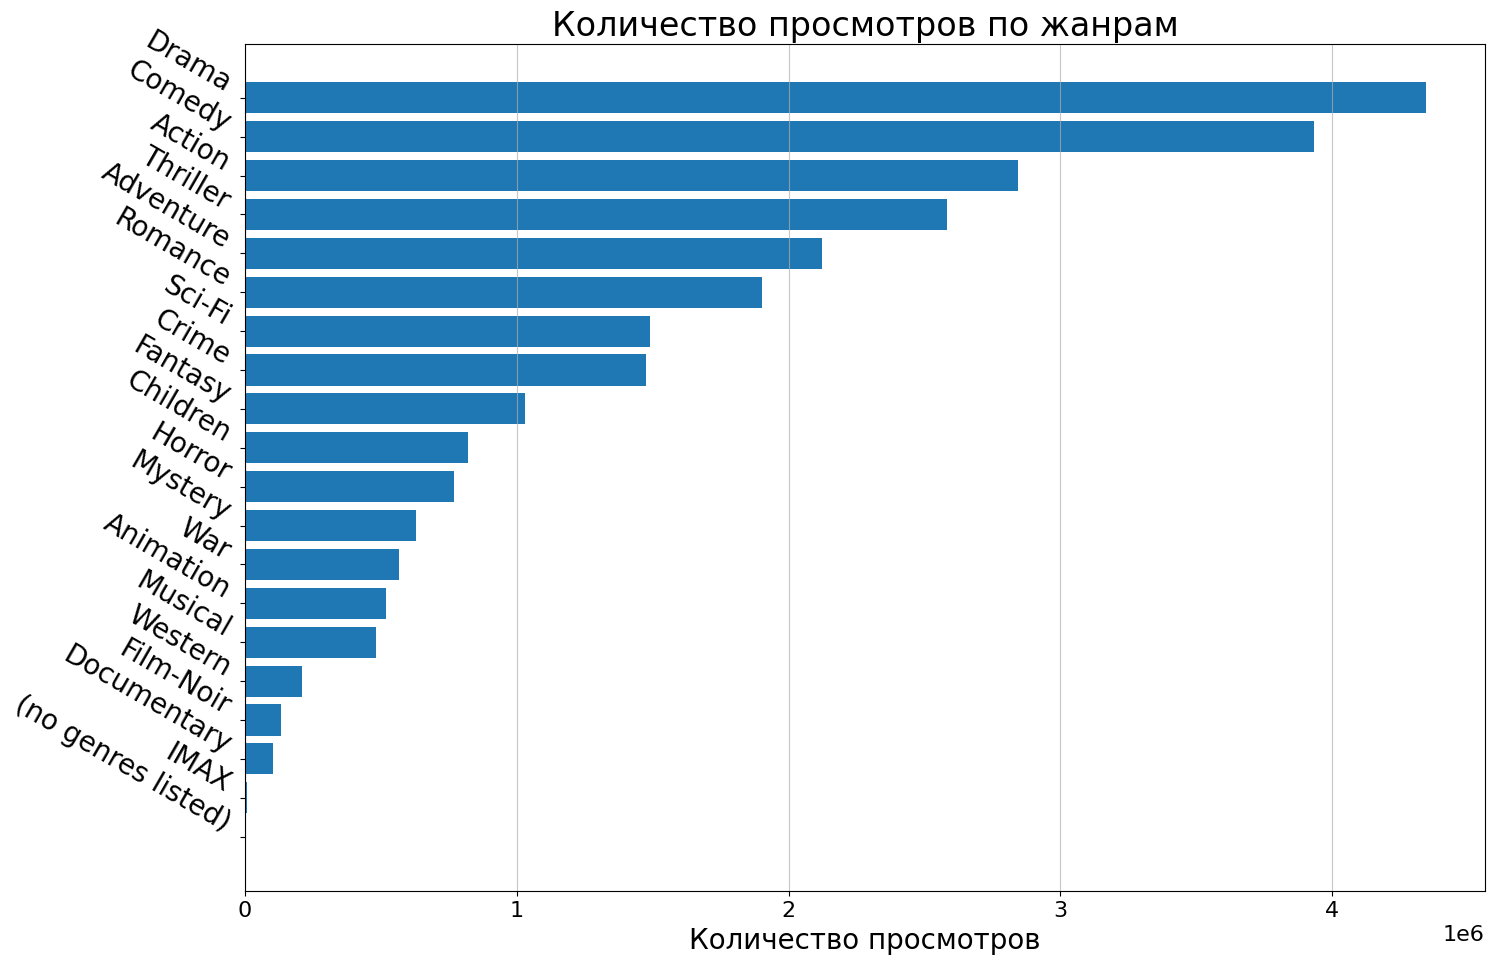 Количество просмотров по жанрам
Drama
Comedy
Action
Thriller
Adventure
Romance
Sci-Fi
Crime
Fantasy
Children
Horror
Mystery
War
Animation
Musical
Western
Film-Noir
Documentary
IMAX
(no genres listed)
0 1 2 3 4
1e6
Количество просмотров